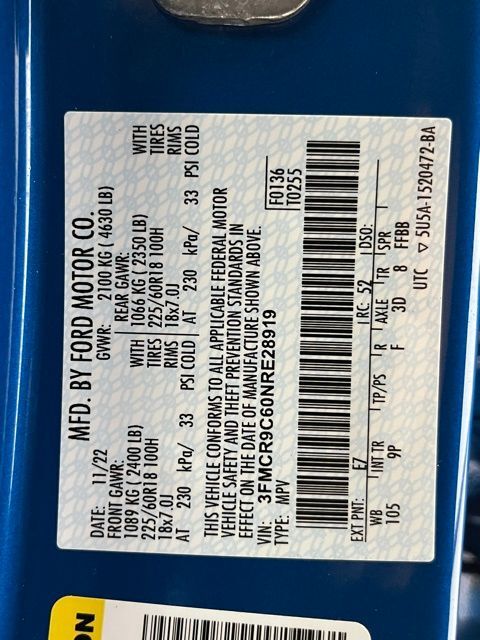 MFD. BY FORD MOTOR CO.
DATE: 11/22 GVWR: 2100 KG ( 4630 LB)
FRONT GAWR: REAR GAWR:
1089 KG ( 2400 LB) WITH 1066 KG ( 2350 LB) WITH
225/60R18 100H TIRES 225/60R18 100H TIRES
18x7.0J RIMS 18x7.0J RIMS
AT 230 kPa/ 33 PSI COLD AT 230 kPa/ 33 PSI COLD
THIS VEHICLE CONFORMS TO ALL APPLICABLE FEDERAL MOTOR
VEHICLE SAFETY AND THEFT PREVENTION STANDARDS IN
EFFECT ON THE DATE OF MANUFACTURE SHOWN ABOVE.
VIN: 3FMCR9C60NRE28919
TYPE: MPV
F0136
T0255
EXT PNT: E7 RC: 52 DSO:
WB INT TR TP/PS R AXLE TR SPR
105 9P F 3D 8 FFBB
UTC ▽ 5U5A-1520472-BA
ON